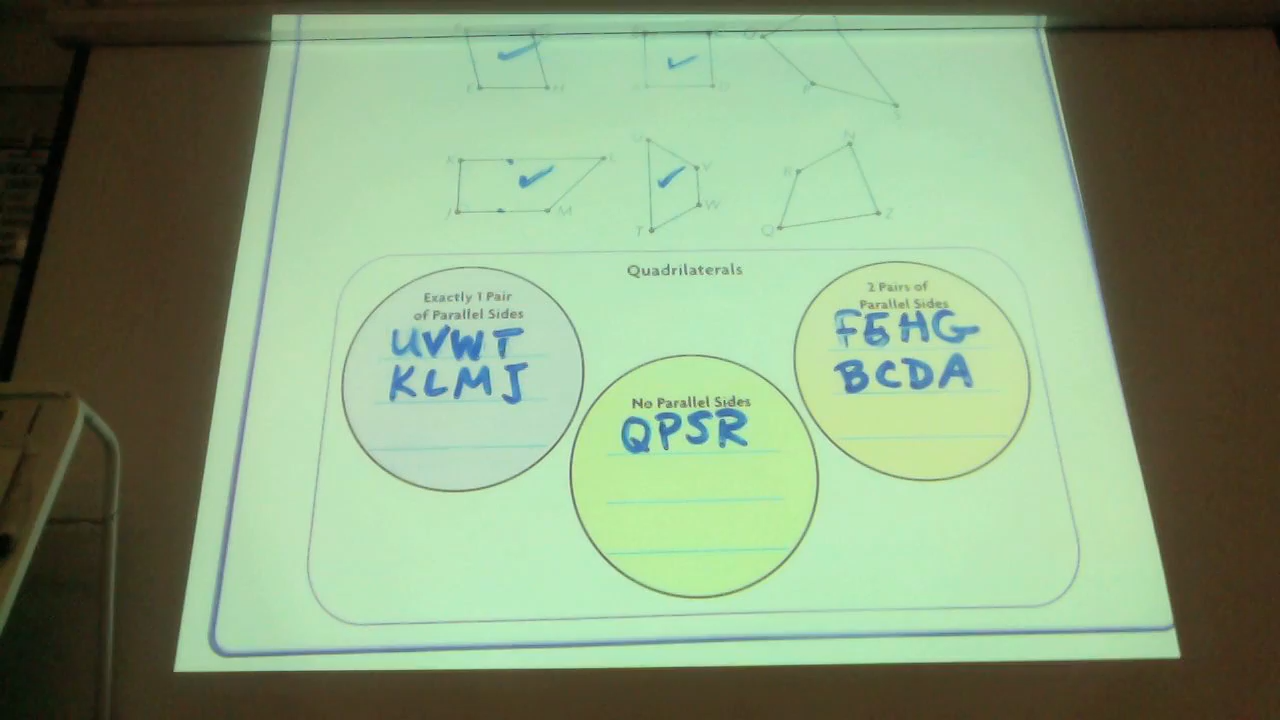 K
L
J
M
U
V
W
T
N
R
Q
Z
P
S
Quadrilaterals
Exactly 1 Pair
of Parallel Sides
UVWT
KLMJ
No Parallel Sides
QPSR
2 Pairs of
Parallel Sides
FEHG
BCDA